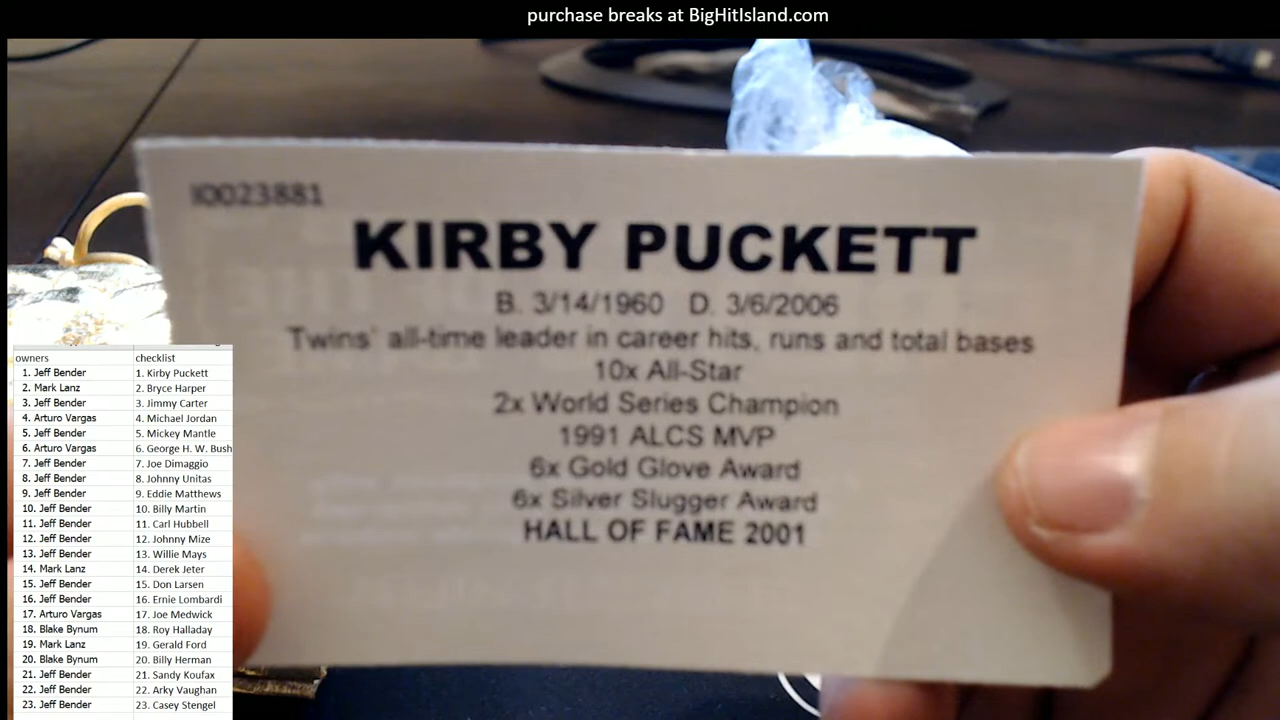 purchase breaks at BigHitIsland.com
I0023881
KIRBY PUCKETT
B. 3/14/1960 D. 3/6/2006
Twins' all-time leader in career hits, runs and total bases
10x All-Star
2x World Series Champion
1991 ALCS MVP
6x Gold Glove Award
6x Silver Slugger Award
HALL OF FAME 2001
owners checklist
1. Jeff Bender 1. Kirby Puckett
2. Mark Lanz 2. Bryce Harper
3. Jeff Bender 3. Jimmy Carter
4. Arturo Vargas 4. Michael Jordan
5. Jeff Bender 5. Mickey Mantle
6. Arturo Vargas 6. George H. W. Bush
7. Jeff Bender 7. Joe Dimaggio
8. Jeff Bender 8. Johnny Unitas
9. Jeff Bender 9. Eddie Matthews
10. Jeff Bender 10. Billy Martin
11. Jeff Bender 11. Carl Hubbell
12. Jeff Bender 12. Johnny Mize
13. Jeff Bender 13. Willie Mays
14. Mark Lanz 14. Derek Jeter
15. Jeff Bender 15. Don Larsen
16. Jeff Bender 16. Ernie Lombardi
17. Arturo Vargas 17. Joe Medwick
18. Blake Bynum 18. Roy Halladay
19. Mark Lanz 19. Gerald Ford
20. Blake Bynum 20. Billy Herman
21. Jeff Bender 21. Sandy Koufax
22. Jeff Bender 22. Arky Vaughan
23. Jeff Bender 23. Casey Stengel